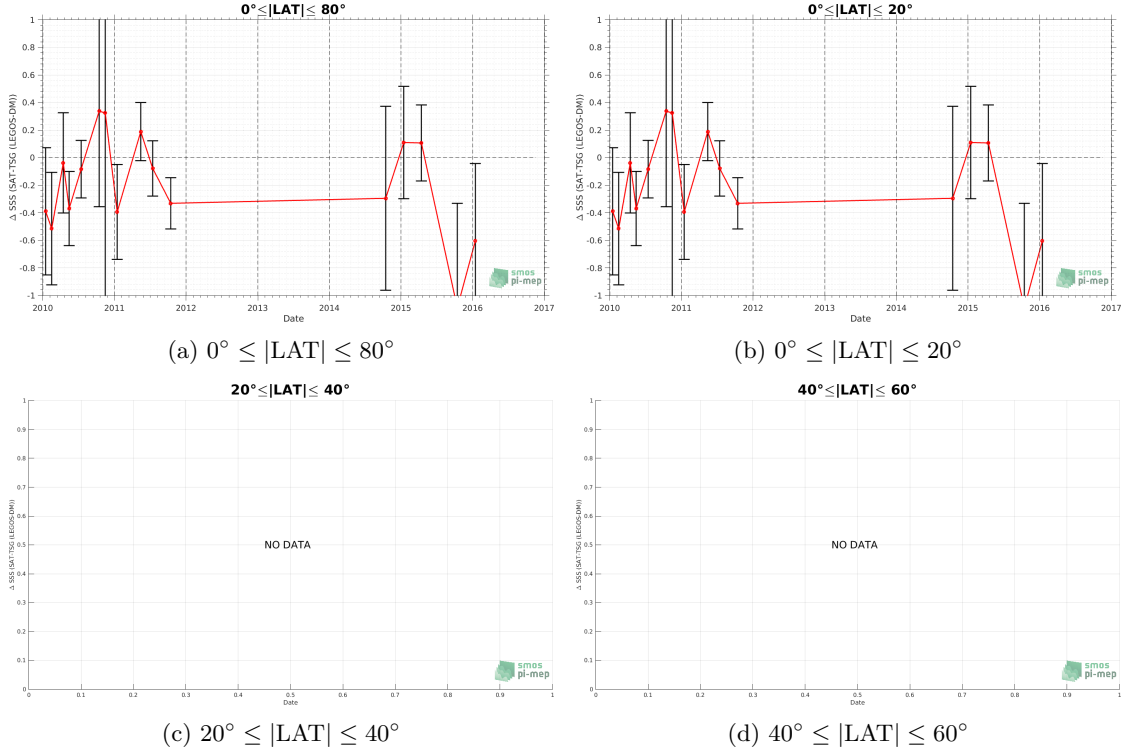 0°≤|LAT|≤ 80°
Δ SSS (SAT-TSG (LEGOS-DM))
1
0.8
0.6
0.4
0.2
0
-0.2
-0.4
-0.6
-0.8
-1
2010 2011 2012 2013 2014 2015 2016 2017
Date
smos
pi-mep
(a) 0° ≤ |LAT| ≤ 80°
0°≤|LAT|≤ 20°
Δ SSS (SAT-TSG (LEGOS-DM))
1
0.8
0.6
0.4
0.2
0
-0.2
-0.4
-0.6
-0.8
-1
2010 2011 2012 2013 2014 2015 2016 2017
Date
smos
pi-mep
(b) 0° ≤ |LAT| ≤ 20°
20°≤|LAT|≤ 40°
Δ SSS (SAT-TSG (LEGOS-DM))
1
0.9
0.8
0.7
0.6
0.5
0.4
0.3
0.2
0.1
0
NO DATA
0 0.1 0.2 0.3 0.4 0.5 0.6 0.7 0.8 0.9 1
Date
smos
pi-mep
(c) 20° ≤ |LAT| ≤ 40°
40°≤|LAT|≤ 60°
Δ SSS (SAT-TSG (LEGOS-DM))
1
0.9
0.8
0.7
0.6
0.5
0.4
0.3
0.2
0.1
0
NO DATA
0 0.1 0.2 0.3 0.4 0.5 0.6 0.7 0.8 0.9 1
Date
smos
pi-mep
(d) 40° ≤ |LAT| ≤ 60°